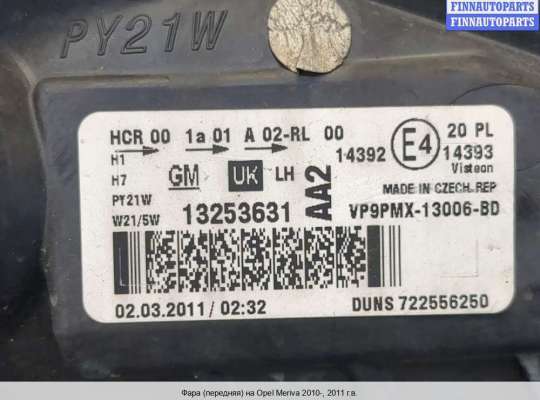 FINNAUTOPARTS
FINNAUTOPARTS
FINNAUTOPARTS
PY21W
HCR 00 1a 01 A 02-RL 00
H1
H7
PY21W
W21/5W
GM UK LH
AA2
14392 E4 20 PL
14393
Visteon
MADE IN CZECH.REP
13253631
VP9PMX-13006-BD
02.03.2011/ 02:32
DUNS 722556250
Фара (передняя) на Opel Meriva 2010-, 2011 г.в.